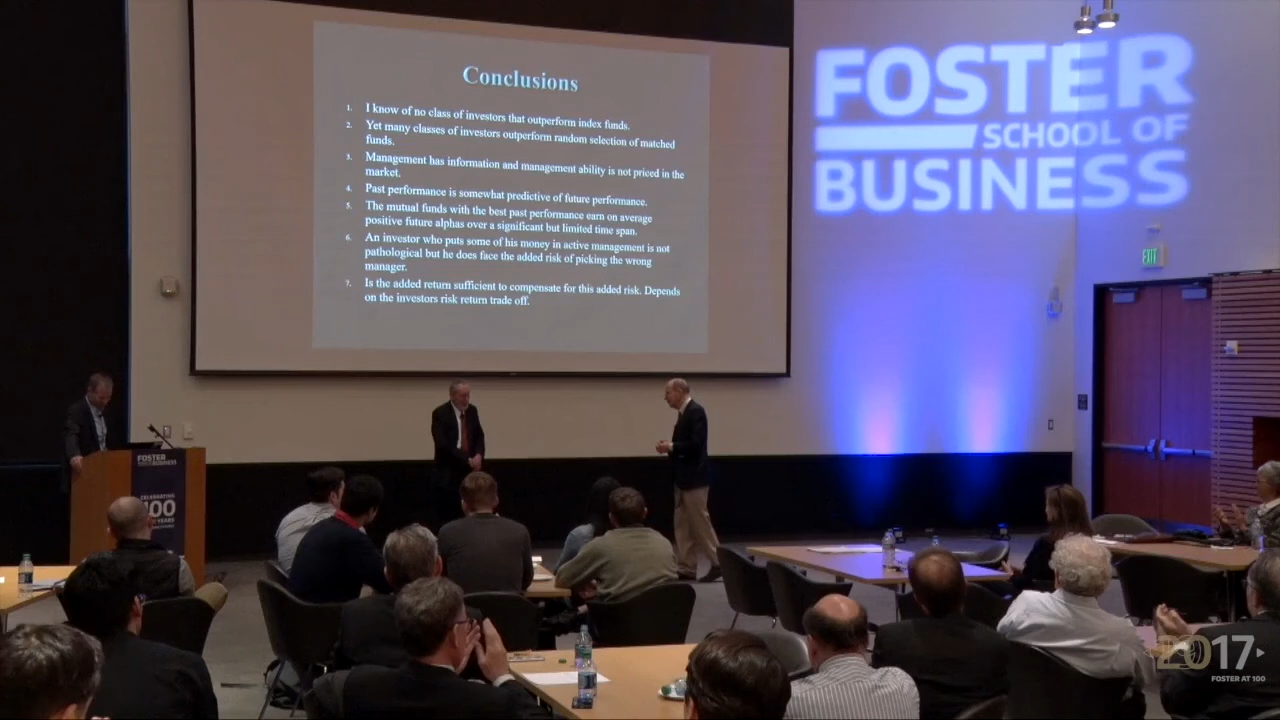 Conclusions
1. I know of no class of investors that outperform index funds.
2. Yet many classes of investors outperform random selection of matched
funds.
3. Management has information and management ability is not priced in the
market.
4. Past performance is somewhat predictive of future performance.
5. The mutual funds with the best past performance earn on average
positive future alphas over a significant but limited time span.
6. An investor who puts some of his money in active management is not
pathological but he does face the added risk of picking the wrong
manager.
7. Is the added return sufficient to compensate for this added risk. Depends
on the investors risk return trade off.
FOSTER
SCHOOL OF
BUSINESS
EXIT
FOSTER
BUSINESS
CELEBRATING
100
YEARS
2017
FOSTER AT 100